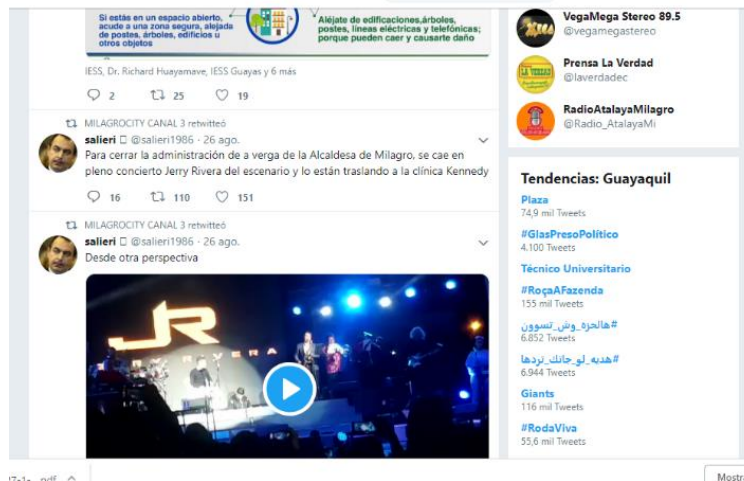 Si estás en un espacio abierto,
acude a una zona segura, alejada
de postes, árboles, edificios u
otros objetos
Aléjate de edificaciones,árboles,
postes, líneas eléctricas y telefónicas;
porque pueden caer y causarte daño
IESS, Dr. Richard Huayamave, IESS Guayas y 6 más
2 25 19
MILAGROCITY CANAL 3 retwitteó
salieri @salieri1986 · 26 ago.
Para cerrar la administración de a verga de la Alcaldesa de Milagro, se cae en
pleno concierto Jerry Rivera del escenario y lo están traslando a la clínica Kennedy
16 110 151
MILAGROCITY CANAL 3 retwitteó
salieri @salieri1986 · 26 ago.
Desde otra perspectiva
JR
RIVERA
VegaMega Stereo 89.5
@vegamegastereo
Prensa La Verdad
@laverdadec
LA VERDAD
RadioAtalayaMilagro
@Radio_AtalayaMi
Tendencias: Guayaquil
Plaza
74,9 mil Tweets
#GlasPresoPolítico
4.100 Tweets
Técnico Universitario
#RoçaAFazenda
155 mil Tweets
#هالحزه_وش_تسوون
6.852 Tweets
#هديه_لو_جاتك_تردها
6.944 Tweets
Giants
116 mil Tweets
#RodaViva
55,6 mil Tweets
Mostra